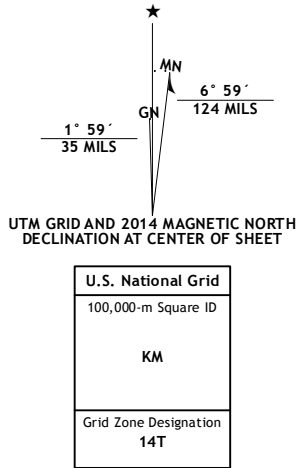 MN
GN
6° 59´
124 MILS
1° 59´
35 MILS
UTM GRID AND 2014 MAGNETIC NORTH
DECLINATION AT CENTER OF SHEET
U.S. National Grid
100,000-m Square ID
KM
Grid Zone Designation
14T